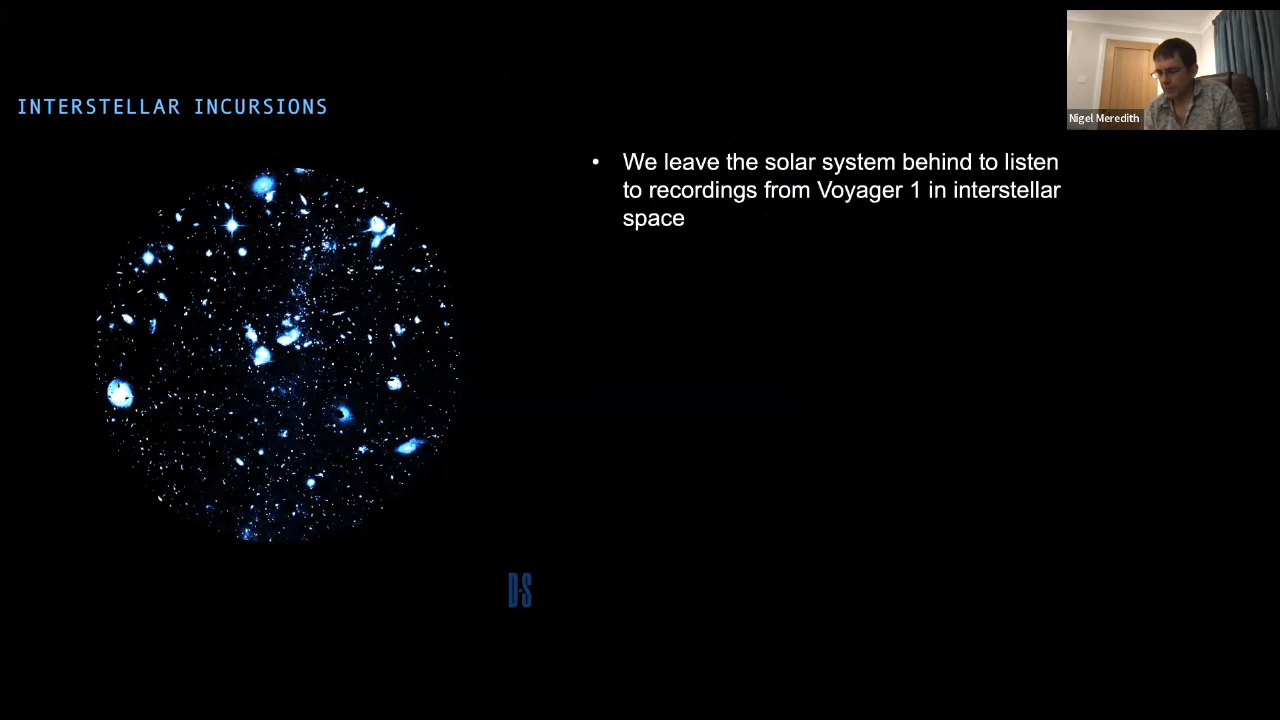 INTERSTELLAR INCURSIONS
Nigel Meredith
• We leave the solar system behind to listen
to recordings from Voyager 1 in interstellar
space
D·S